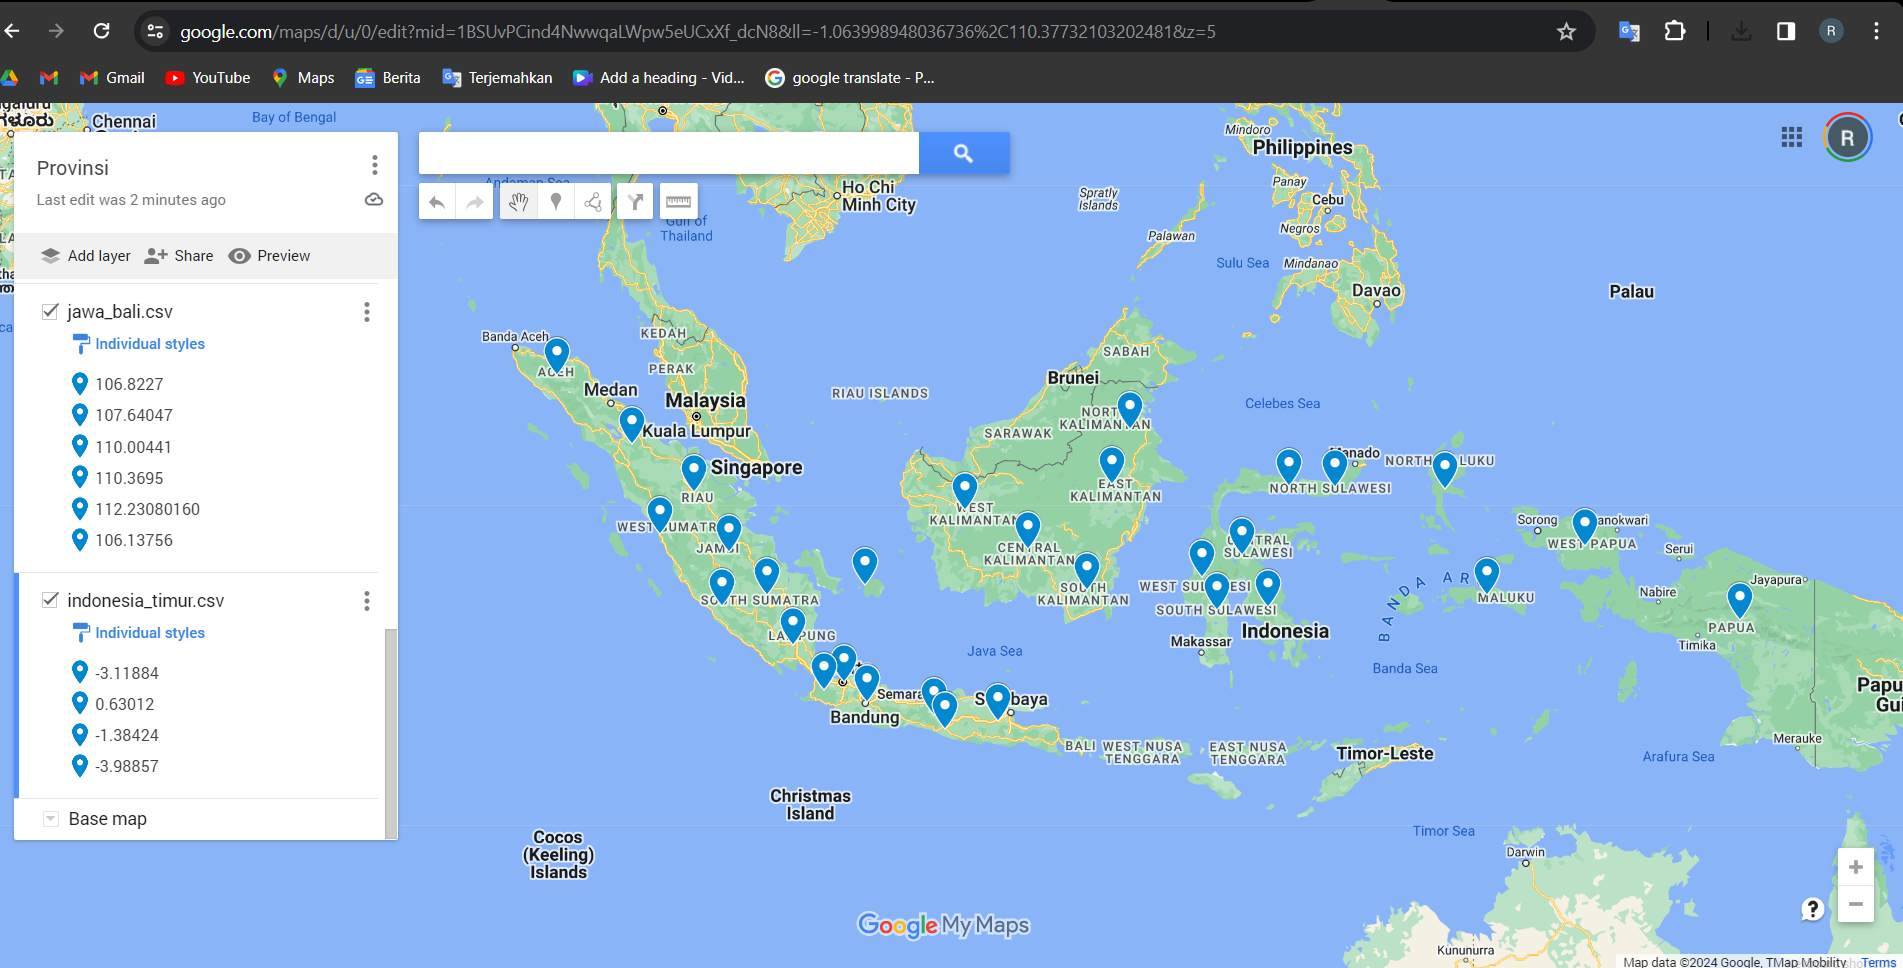 google.com/maps/d/u/0/edit?mid=1BSUvPCind4NwwqaLWpw5eUCxXf_dcN8&ll=-1.063998948036736%2C110.3773210320248&z=5
R
Gmail
YouTube
Maps
Berita
Terjemahkan
Add a heading - Vid...
google translate - P...
Provinsi
Last edit was 2 minutes ago
Add layer
Share
Preview
jawa_bali.csv
Individual styles
106.8227
107.64047
110.00441
110.3695
112.23080160
106.13756
indonesia_timur.csv
Individual styles
-3.11884
0.63012
-1.38424
-3.98857
Base map
R
Chennai
Bay of Bengal
Andaman Sea
Gulf of
Thailand
Ho Chi
Minh City
Spratly
Islands
Mindoro
Philippines
Panay
Cebu
Negros
Palawan
Sulu Sea
Mindanao
Davao
Palau
Banda Aceh
ACEH
KEDAH
PERAK
Medan
Malaysia
Kuala Lumpur
RIAU ISLANDS
Brunei
SABAH
Celebes Sea
SARAWAK
NORTH
KALIMANTAN
Singapore
RIAU
WEST SUMATRA
JAMBI
SOUTH SUMATRA
LAMPUNG
WEST
KALIMANTAN
EAST
KALIMANTAN
CENTRAL
KALIMANTAN
SOUTH
KALIMANTAN
Manado
NORTH MALUKU
NORTH SULAWESI
CENTRAL
SULAWESI
WEST SULAWESI
SOUTH SULAWESI
Makassar
Indonesia
Sorong
Manokwari
WEST PAPUA
Serui
BANDA ARC
MALUKU
Nabire
Jayapura
PAPUA
Timika
Java Sea
Banda Sea
Semara
Bandung
Surabaya
BALI
WEST NUSA
TENGGARA
EAST NUSA
TENGGARA
Timor-Leste
Papu
Gui
Merauke
Arafura Sea
Christmas
Island
Cocos
(Keeling)
Islands
Timor Sea
Darwin
Kununurra
Google My Maps
Map data ©2024 Google, TMap Mobility
Terms